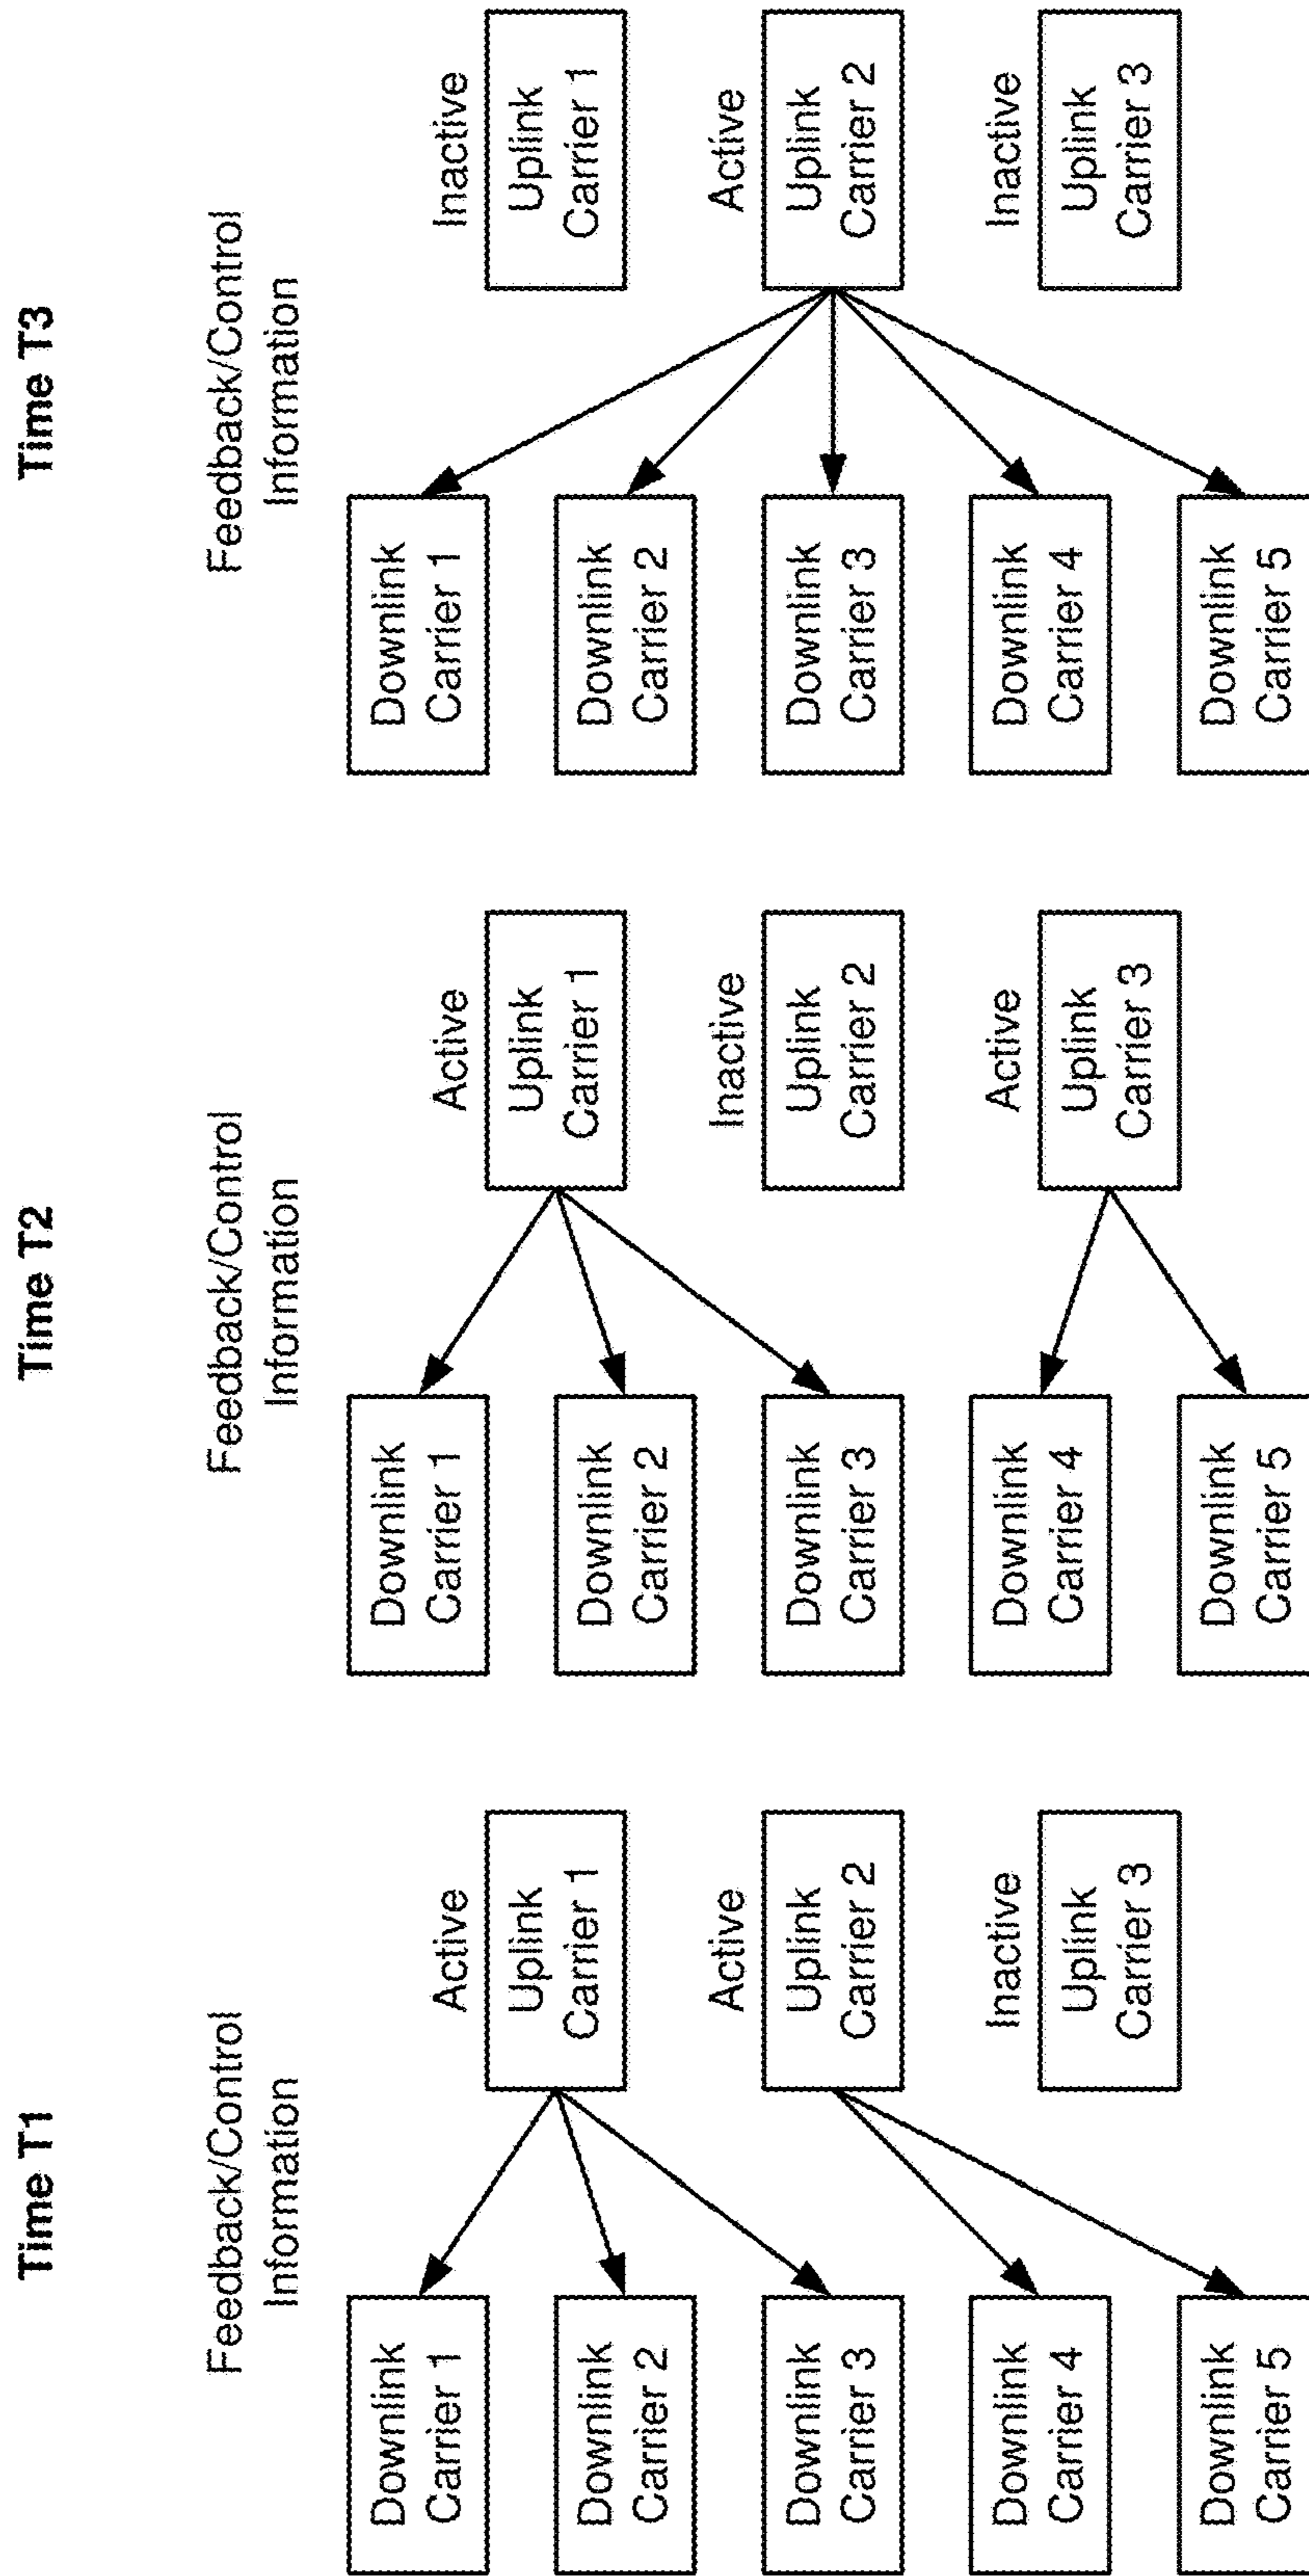 Time T1
Feedback/Control
Information
Downlink
Carrier 1
Downlink
Carrier 2
Downlink
Carrier 3
Downlink
Carrier 4
Downlink
Carrier 5
Active
Uplink
Carrier 1
Active
Uplink
Carrier 2
Inactive
Uplink
Carrier 3
Time T2
Feedback/Control
Information
Downlink
Carrier 1
Downlink
Carrier 2
Downlink
Carrier 3
Downlink
Carrier 4
Downlink
Carrier 5
Active
Uplink
Carrier 1
Inactive
Uplink
Carrier 2
Active
Uplink
Carrier 3
Time T3
Feedback/Control
Information
Downlink
Carrier 1
Downlink
Carrier 2
Downlink
Carrier 3
Downlink
Carrier 4
Downlink
Carrier 5
Inactive
Uplink
Carrier 1
Active
Uplink
Carrier 2
Inactive
Uplink
Carrier 3